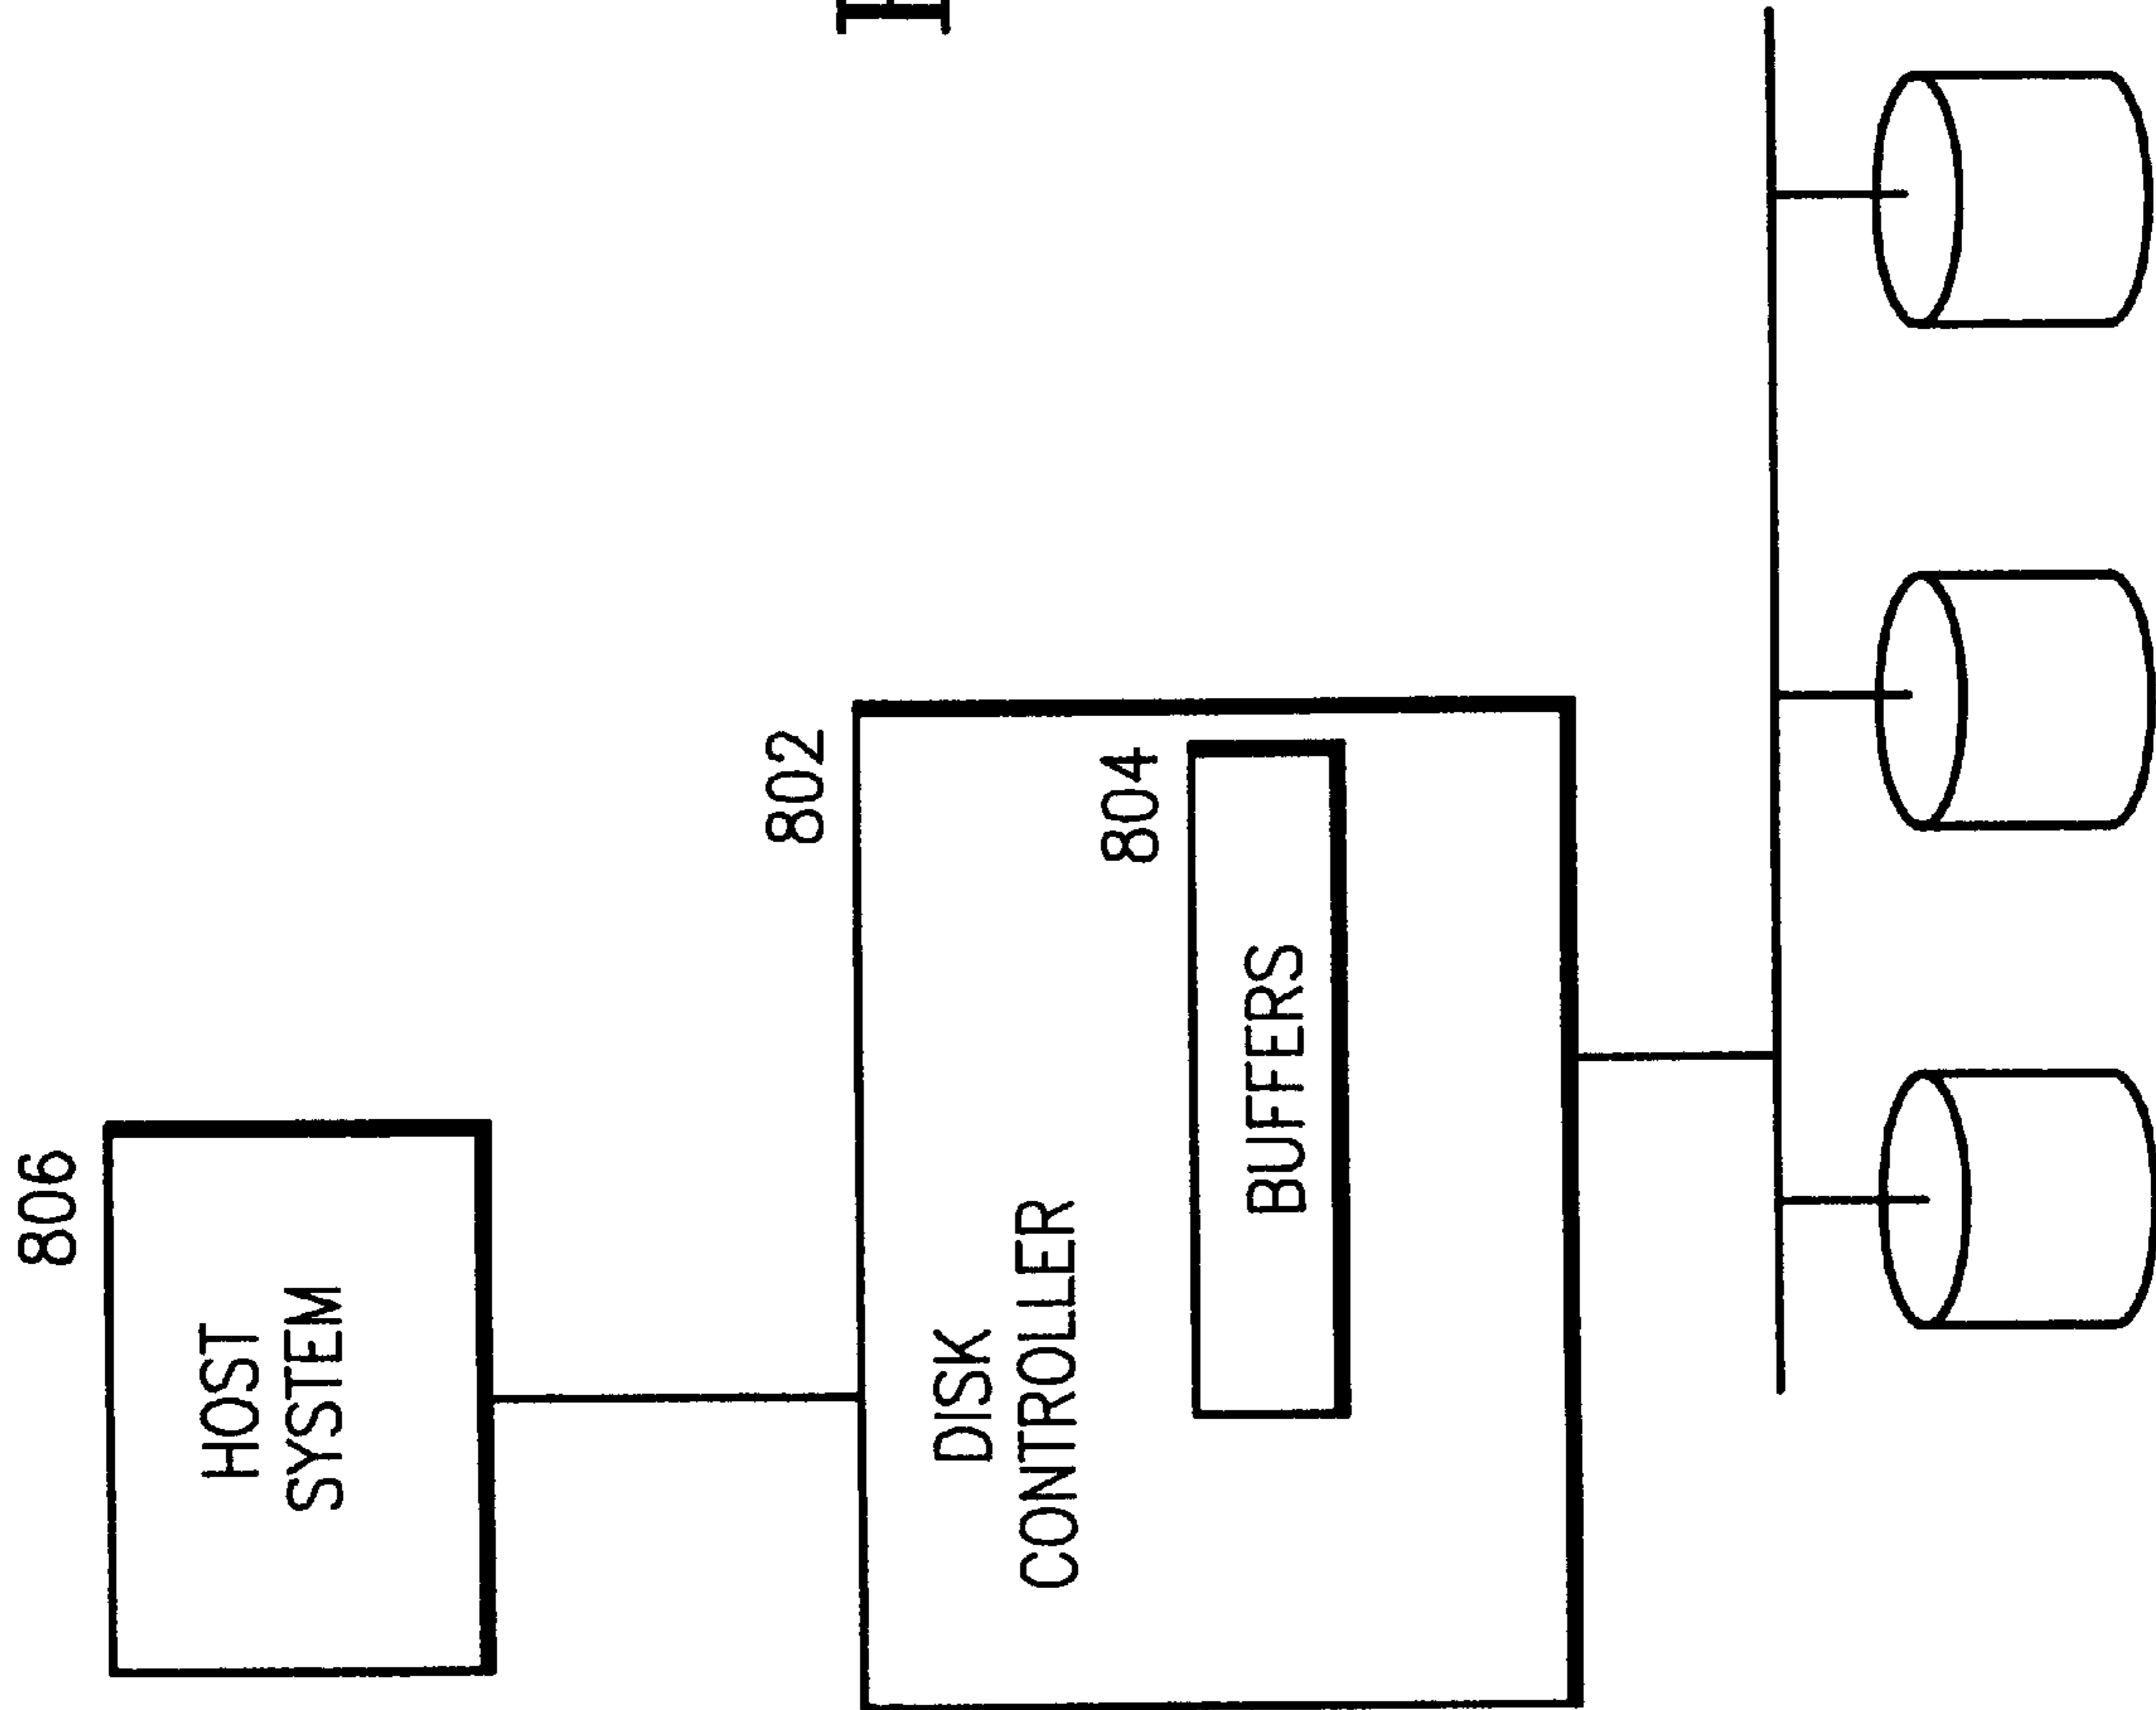 806
HOST
SYSTEM
802
DISK
CONTROLLER
804
BUFFERS